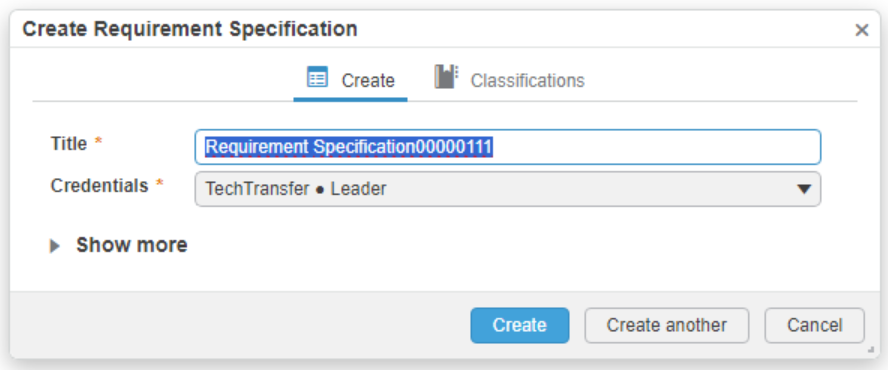 Create Requirement Specification ×
Create Classifications
Title * Requirement Specification00000111
Credentials * TechTransfer ● Leader
Show more
Create Create another Cancel